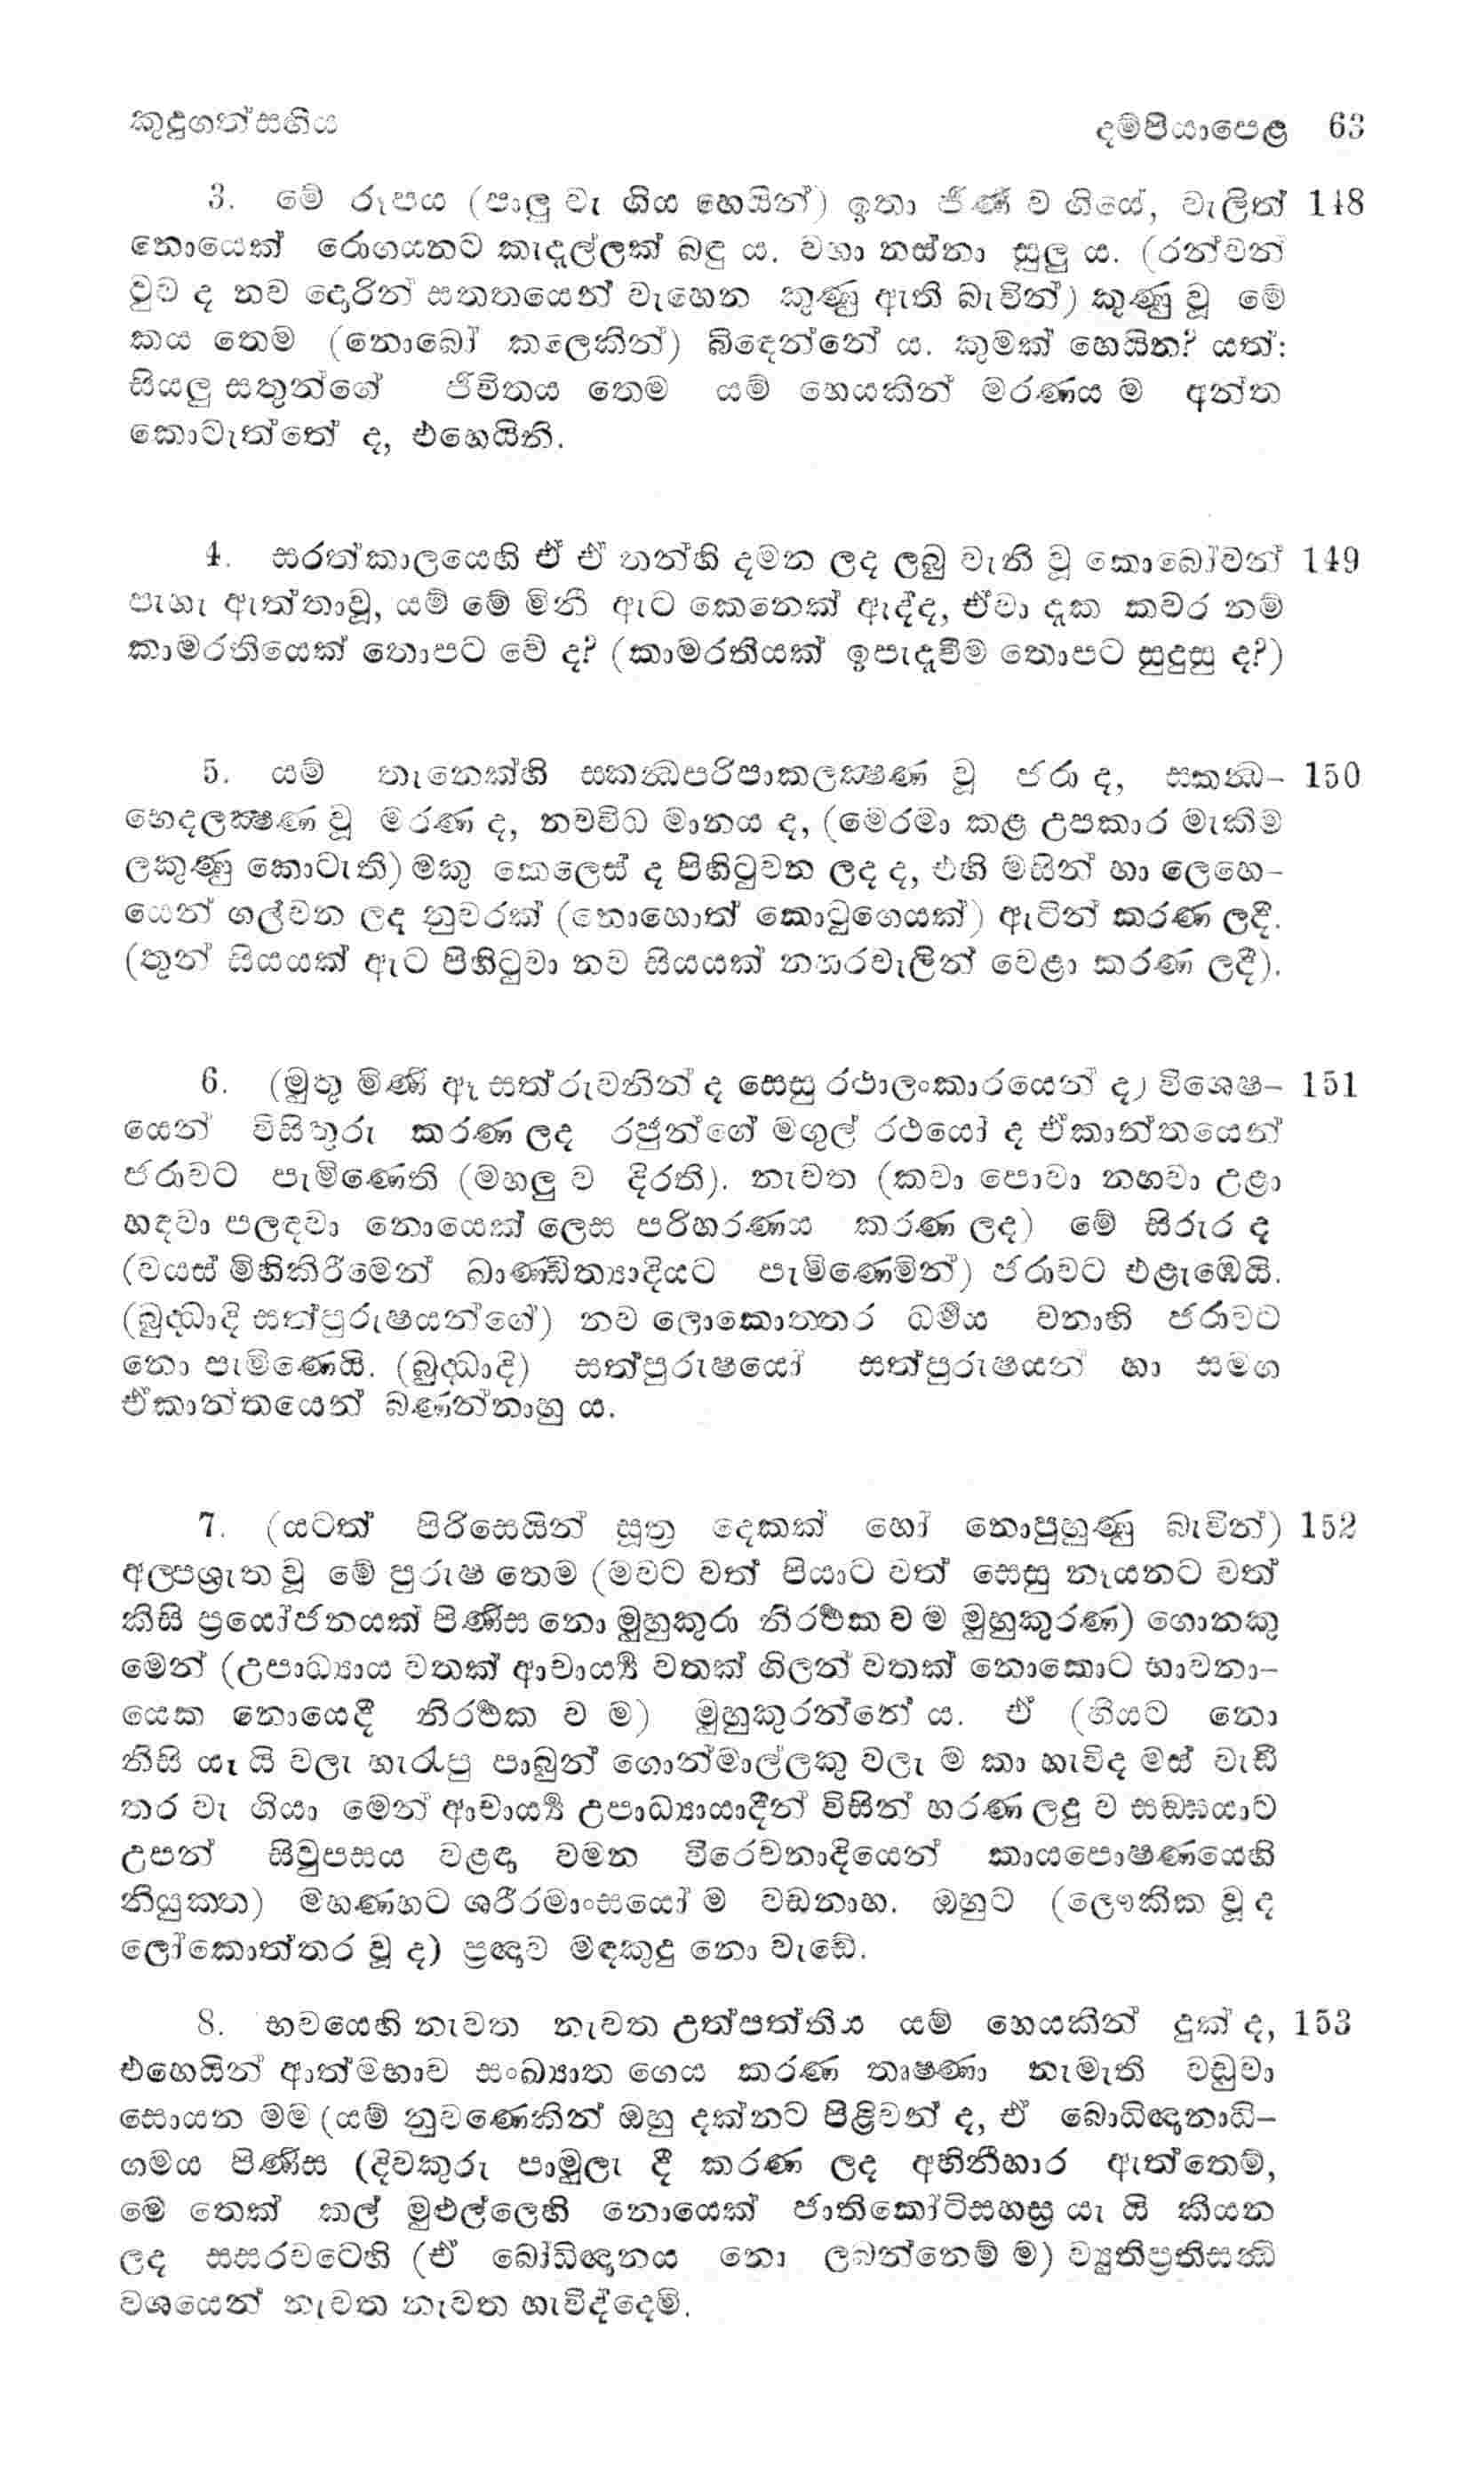 කුදුගත්සඟිය දම්පියාපෙළ 63
3. මේ රූපය (පාලු වැ ගිය හෙයින්) ඉතා ජීර්ණ ව ගියේ, වැලිත් 148
නොයෙක් රොගයනට කැදැල්ලක් බඳු ය. වහා නස්නා සුලු ය. (රන්වන්
වුව ද නව දොරින් සතතයෙන් වැහෙන කුණු ඇති බැවින්) කුණු වූ මේ
කය තෙම (නොබෝ කලෙකින්) බිඳෙන්නේ ය. කුමක් හෙයින? යත්:
සියලු සතුන්ගේ ජීවිතය තෙම යම් හෙයකින් මරණය ම අන්ත
කොටැත්තේ ද, එහෙයිනි.
4. සරත්කාලයෙහි ඒ ඒ තන්හි දමන ලද ලබු වැනි වූ කොබෝවන් 149
පැහැ ඇත්තාවූ, යම් මේ මිනී ඇට කෙනෙක් ඇද්ද, ඒවා දැක කවර නම්
කාමරතියෙක් තොපට වේ ද? (කාමරතියක් ඉපැදැවීම තොපට සුදුසු ද?)
5. යම් තැනෙක්හි සකන්‍ධපරිපාකලක්‍ෂණ වූ ජරා ද, සකන්‍ධ-
150
භෙදලක්‍ෂණ වූ මරණ ද, නවවිධ මානය ද, (මෙරමා කළ උපකාර මැකීම
ලකුණු කොටැති) මකු කෙලෙස් ද පිහිටුවන ලද ද, එහි මසින් හා ලෙහෙ-
යෙන් ගල්වන ලද නුවරක් (නොහොත් කොටුගෙයක්) ඇටින් කරණ ලදී.
(තුන් සියයක් ඇට පිහිටුවා නව සියයක් නහරවැලින් වෙළා කරණ ලදී).
6. (මුතු මිණි ඈ සත්රුවනින් ද සෙසු රථාලංකාරයෙන් ද) විශෙෂ- 151
යෙන් විසිතුරු කරණ ලද රජුන්ගේ මගුල් රථයෝ ද ඒකාන්තයෙන්
ජරාවට පැමිණෙති (මහලු ව දිරති). නැවත (කවා පොවා නහවා උළා
හඳවා පලඳවා නොයෙක් ලෙස පරිහරණය කරණ ලද) මේ සිරුර ද
(වයස් මිහිකිරීමෙන් ඛාණ්ඩිත්‍යාදියට පැමිණෙමින්) ජරාවට එළැඹෙයි.
(බුද්ධාදි සත්පුරුෂයන්ගේ) නව ලොකොත්තර ධර්මය වනාහි ජරාවට
නො පැමිණෙයි. (බුද්ධාදි) සත්පුරුෂයෝ සත්පුරුෂයන් හා සමග
ඒකාන්තයෙන් බණන්නාහු ය.
7. (යටත් පිරිසෙයින් සූත්‍ර දෙකක් හෝ නොපුහුණු බැවින්) 152
අල්පශ්‍රැත වූ මේ පුරුෂ තෙම (මවට වත් පියාට වත් සෙසු නෑයනට වත්
කිසි ප්‍රයෝජනයක් පිණිස නො මුහුකුරා නිරර්‍ත්ථක ව ම මුහුකුරණ) ගොනකු
මෙන් (උපාධ්‍යාය වතක් ආචාර්‍ය්‍ය වතක් ගිලන් වතක් නොකොට භාවනා-
යෙක නොයෙදී නිරර්‍ත්ථක ව ම) මුහුකුරන්නේ ය. ඒ (ගියට නො
නිසි යැ යි වලැ හැරැපු පාබුන් ගොන්මාල්ලකු වලැ ම කා හැවිද මස් වැඩී
තර වැ ගියා මෙන් ආචාර්‍ය්‍ය උපාධ්‍යායාදීන් විසින් හරණ ලදු ව සඞ්ඝයාට
උපන් සිවුපසය වළඳා වමන විරෙචනාදියෙන් කායපොෂණයෙහි
නියුක්ත) මහණහට ශරීරමාංසයෝ ම වඩනාහ. ඔහුට (ලෞකික වූ ද
ලෝකොත්තර වූ ද) ප්‍රඥාව මඳකුදු නො වැඩේ.
8. භවයෙහි නැවත නැවත උත්පත්තිය යම් හෙයකින් දුක් ද, 153
එහෙයින් ආත්මභාව සංඛ්‍යාත ගෙය කරණ තෘෂ්ණා නැමැති වඩුවා
සොයන මම (යම් නුවණෙකින් ඔහු දක්නට පිළිවන් ද, ඒ බොධිඥානාධි-
ගමය පිණිස (දිවකුරු පාමුලැ දී කරණ ලද අභිනීහාර ඇත්තෙම්,
මෙ තෙක් කල් මුළුල්ලෙහි නොයෙක් ජාතිකෝටිසහස්‍ර යැ යි කියන
ලද සසරවටෙහි (ඒ බෝධිඥානය නො ලබන්නෙම් ම) ව්‍යුතිප්‍රතිසන්‍ධි
වශයෙන් නැවත නැවත හැවිද්දෙමි.